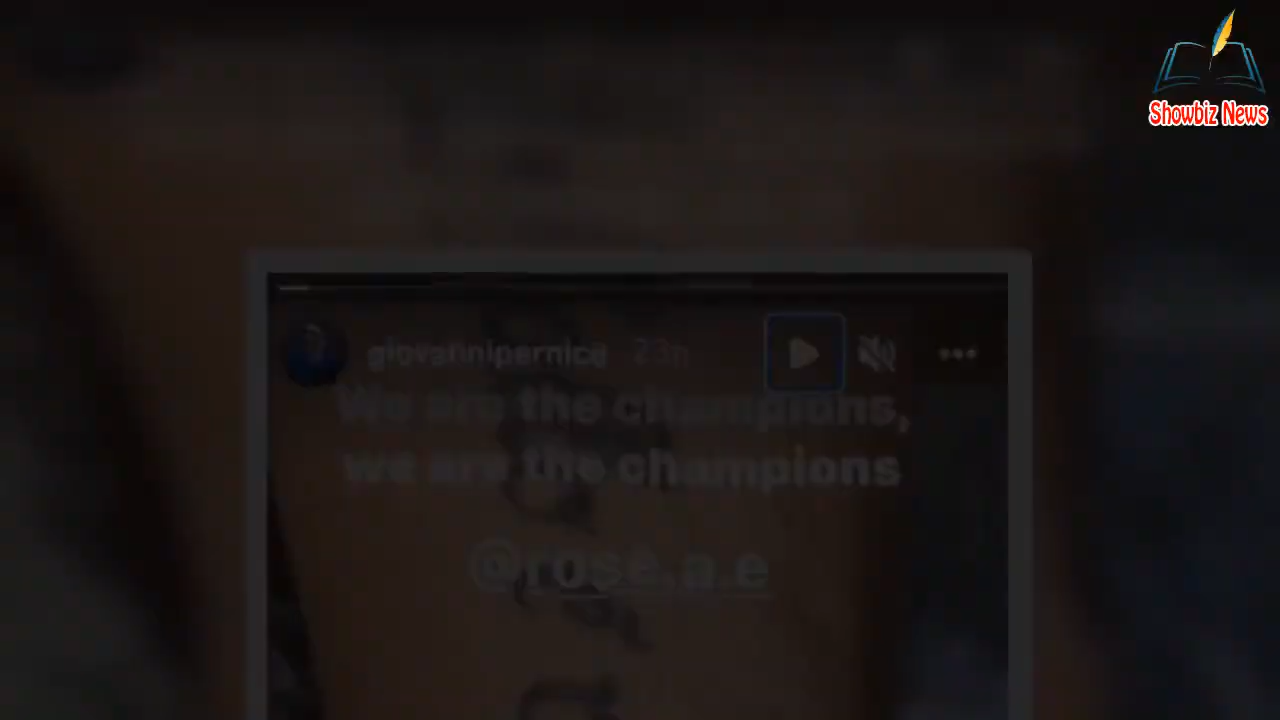 Showbiz News
giovannipernice 23h
We are the champions,
we are the champions
@rose.a.e